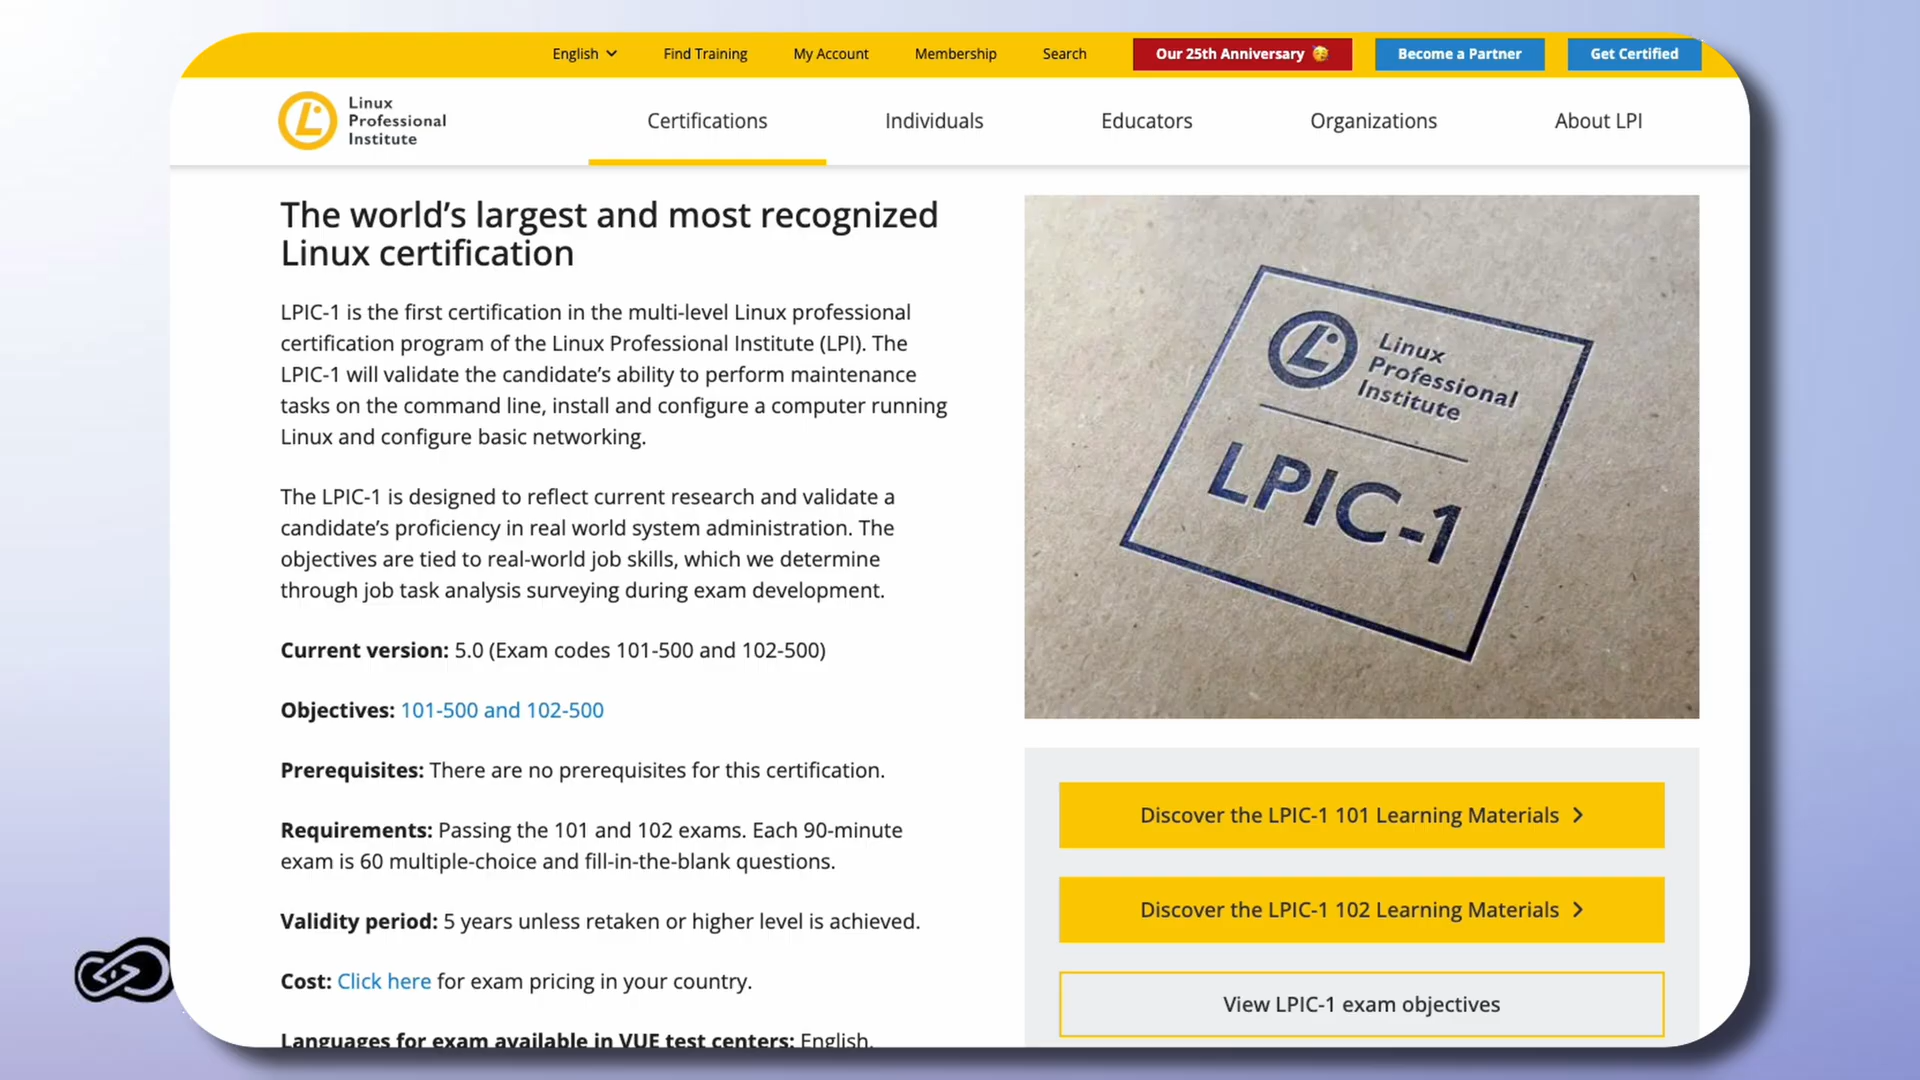 English
Find Training
My Account
Membership
Search
Our 25th Anniversary 🥳
Become a Partner
Get Certified
Linux
Professional
Institute
Certifications
Individuals
Educators
Organizations
About LPI
The world’s largest and most recognized
Linux certification
LPIC-1 is the first certification in the multi-level Linux professional
certification program of the Linux Professional Institute (LPI). The
LPIC-1 will validate the candidate’s ability to perform maintenance
tasks on the command line, install and configure a computer running
Linux and configure basic networking.
The LPIC-1 is designed to reflect current research and validate a
candidate’s proficiency in real world system administration. The
objectives are tied to real-world job skills, which we determine
through job task analysis surveying during exam development.
Current version: 5.0 (Exam codes 101-500 and 102-500)
Objectives: 101-500 and 102-500
Prerequisites: There are no prerequisites for this certification.
Requirements: Passing the 101 and 102 exams. Each 90-minute
exam is 60 multiple-choice and fill-in-the-blank questions.
Validity period: 5 years unless retaken or higher level is achieved.
Cost: Click here for exam pricing in your country.
Languages for exam available in VUE test centers: English,
Linux
Professional
Institute
LPIC-1
Discover the LPIC-1 101 Learning Materials
Discover the LPIC-1 102 Learning Materials
View LPIC-1 exam objectives